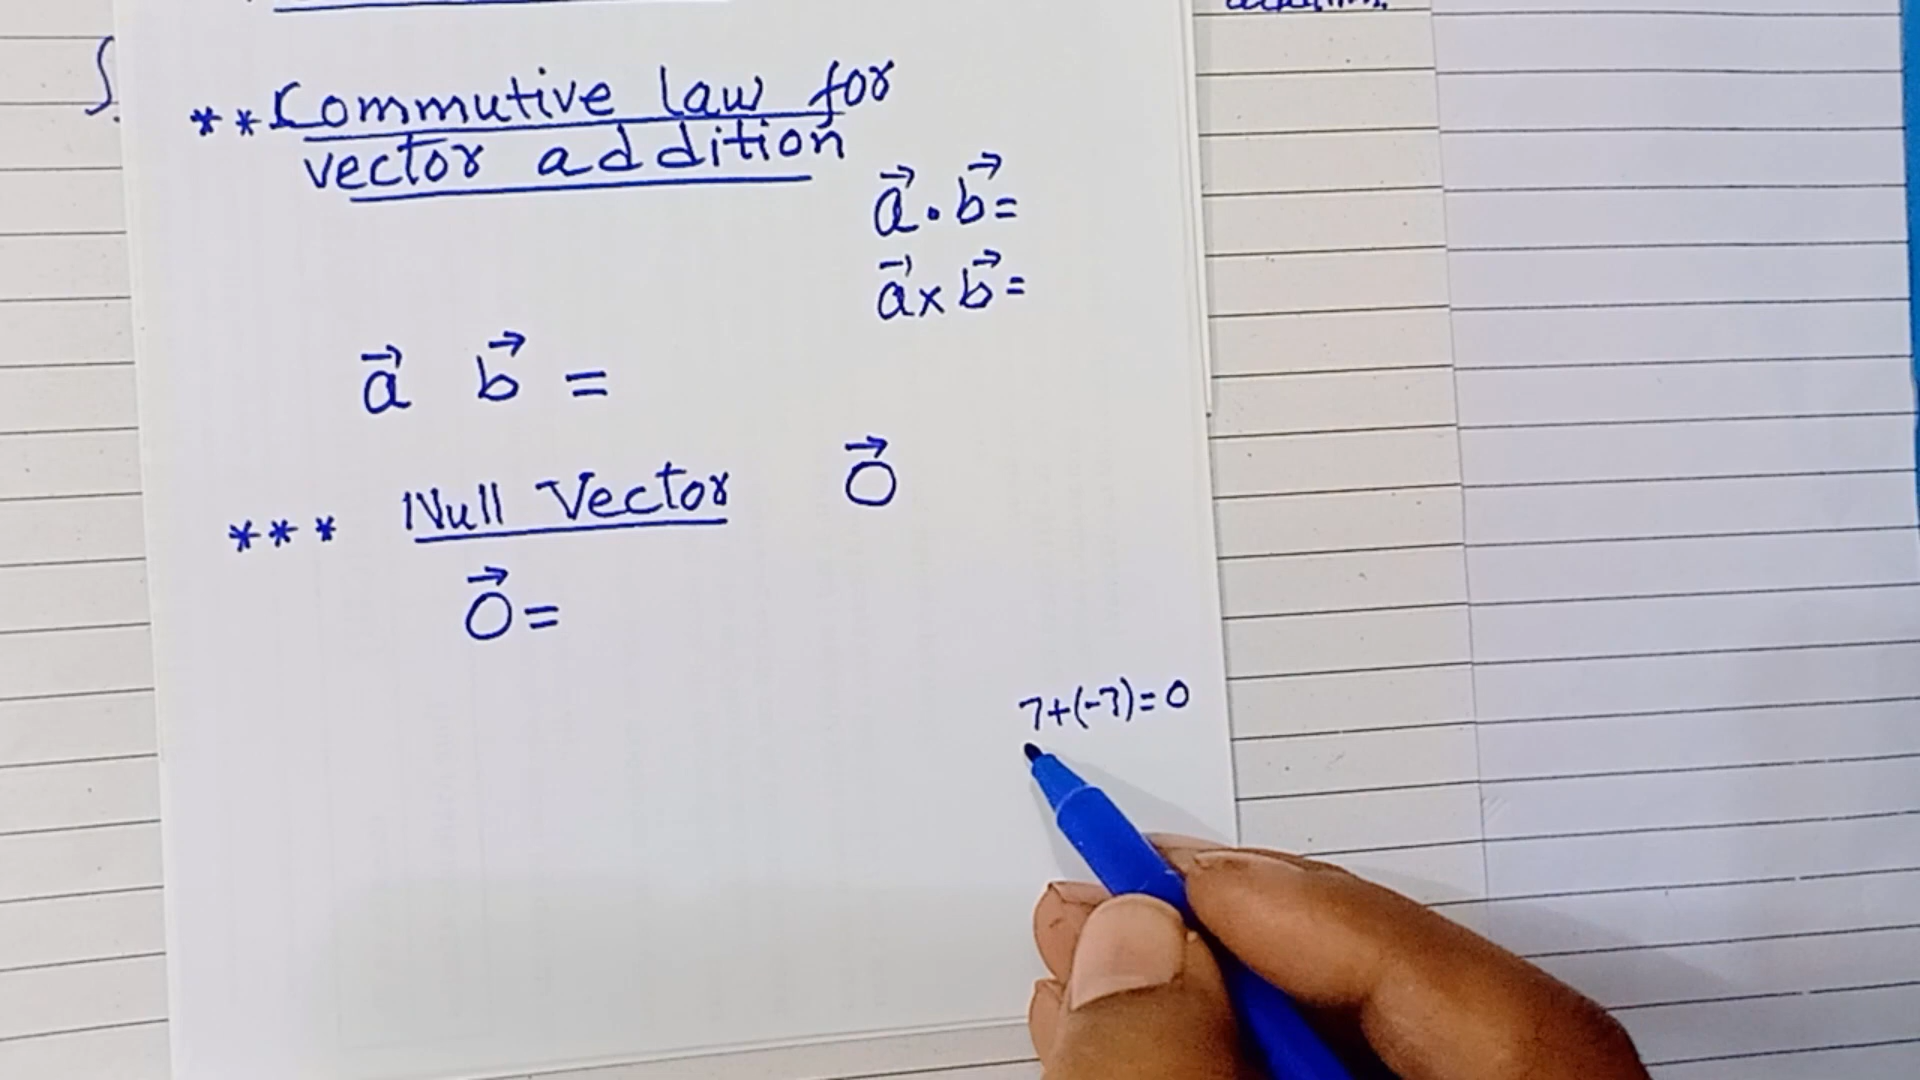 **Commutive law for
vector addition
a⃗ . b⃗ =
a⃗ x b⃗ =
a⃗ b⃗ =
*** Null Vector 0⃗
0⃗ =
7+(-7)=0